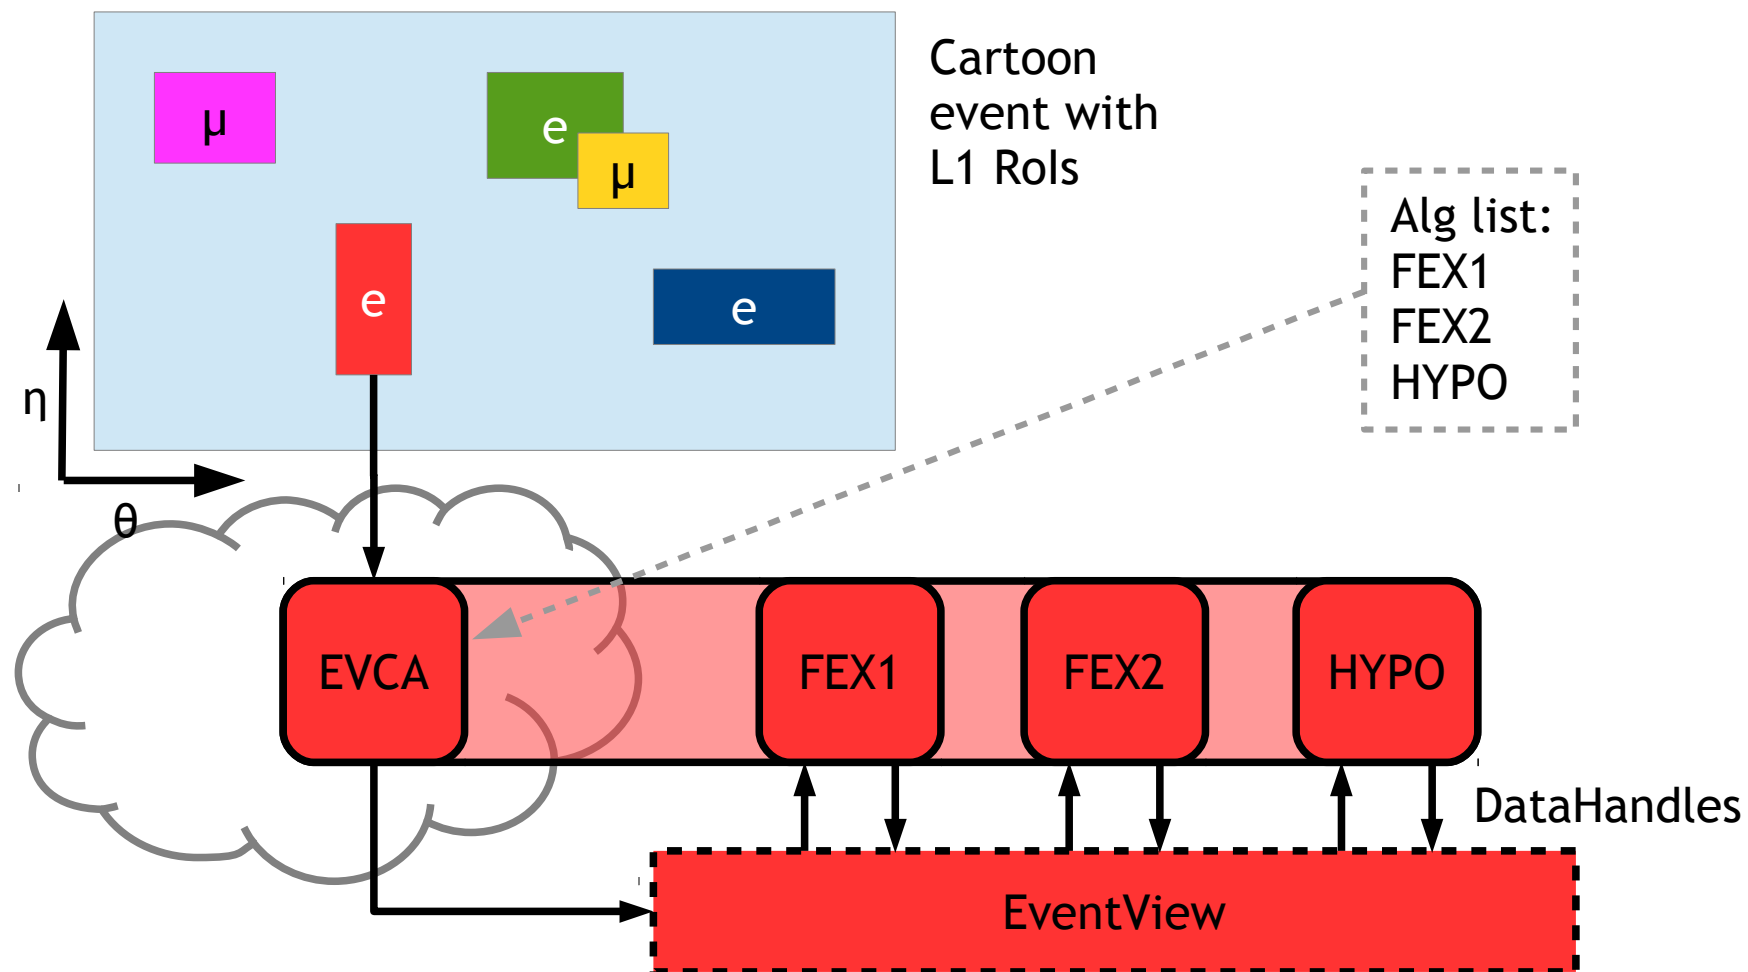 Cartoon
event with
L1 RoIs
μ
e
μ
e
e
η
θ
Alg list:
FEX1
FEX2
HYPO
EVCA
FEX1
FEX2
HYPO
DataHandles
EventView